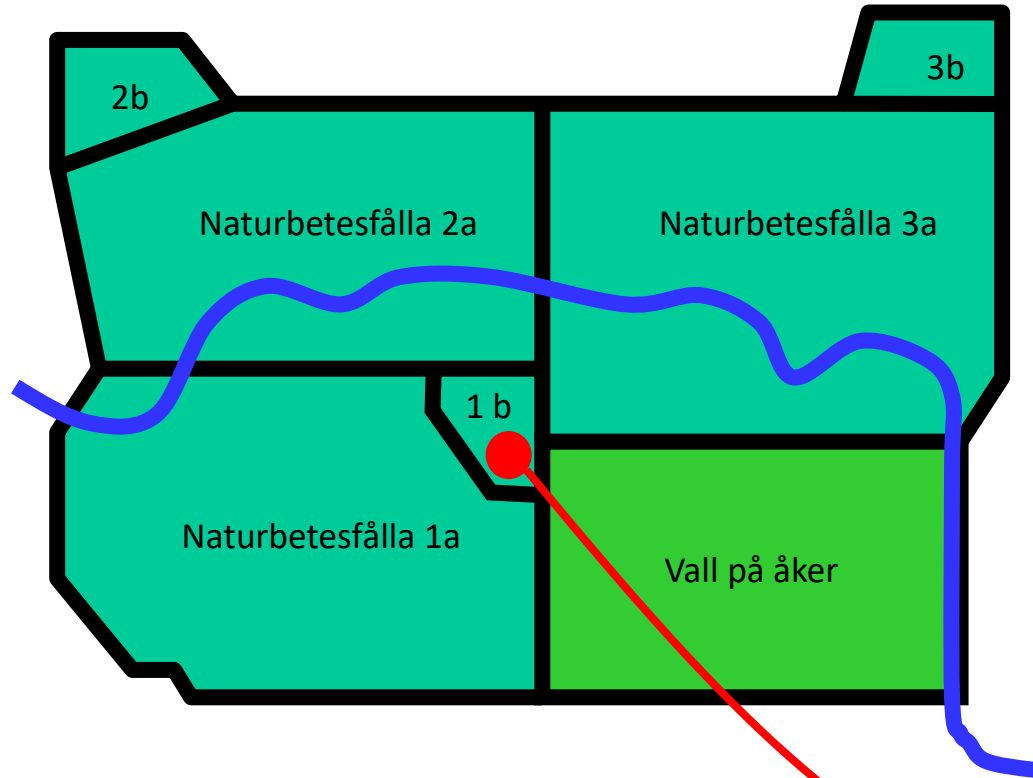 2b
3b
Naturbetesfålla 2a
Naturbetesfålla 3a
1 b
Naturbetesfålla 1a
Vall på åker